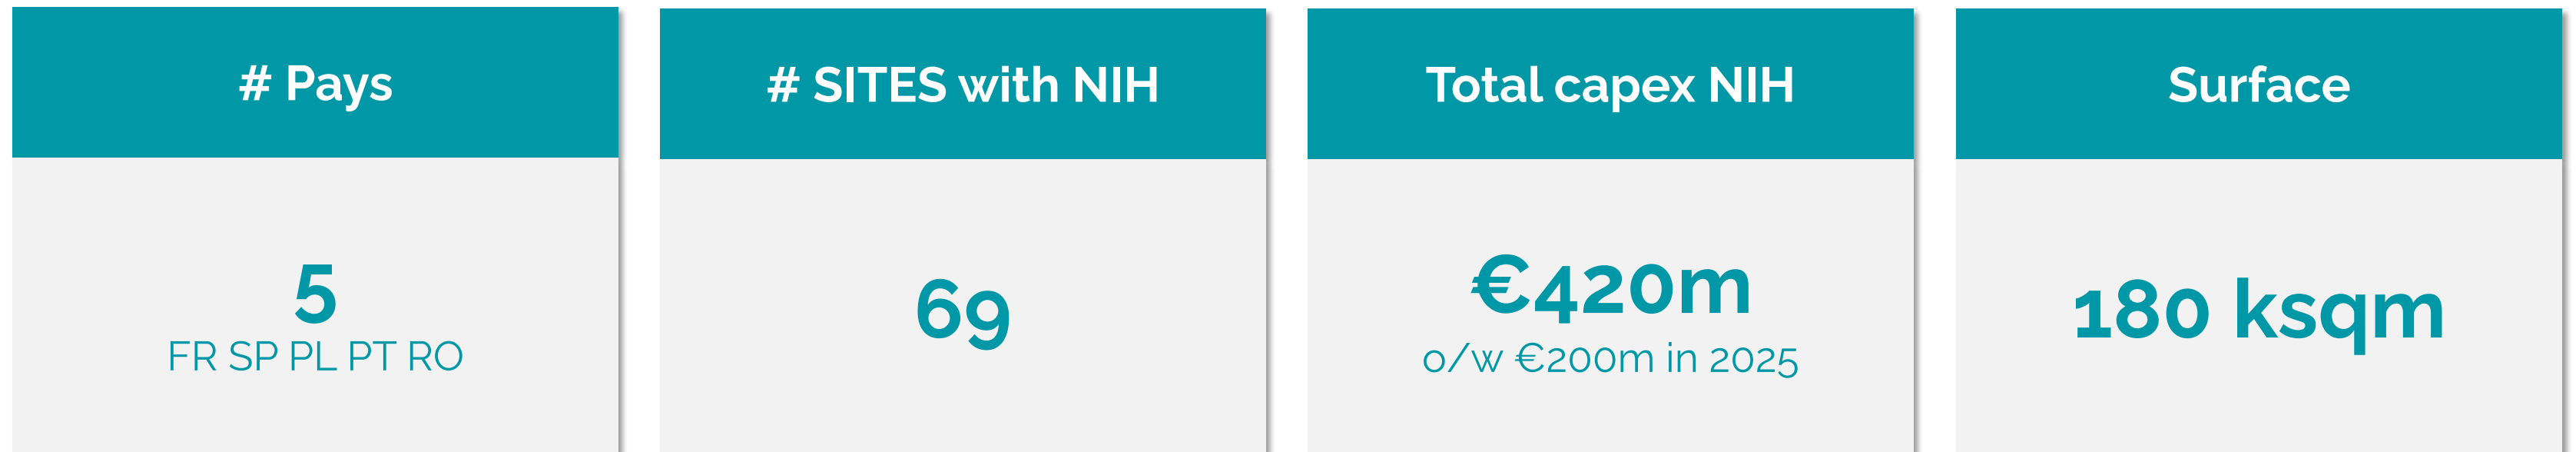 # Pays
5
FR SP PL PT RO
# SITES with NIH
69
Total capex NIH
€420m
o/w €200m in 2025
Surface
180 ksqm